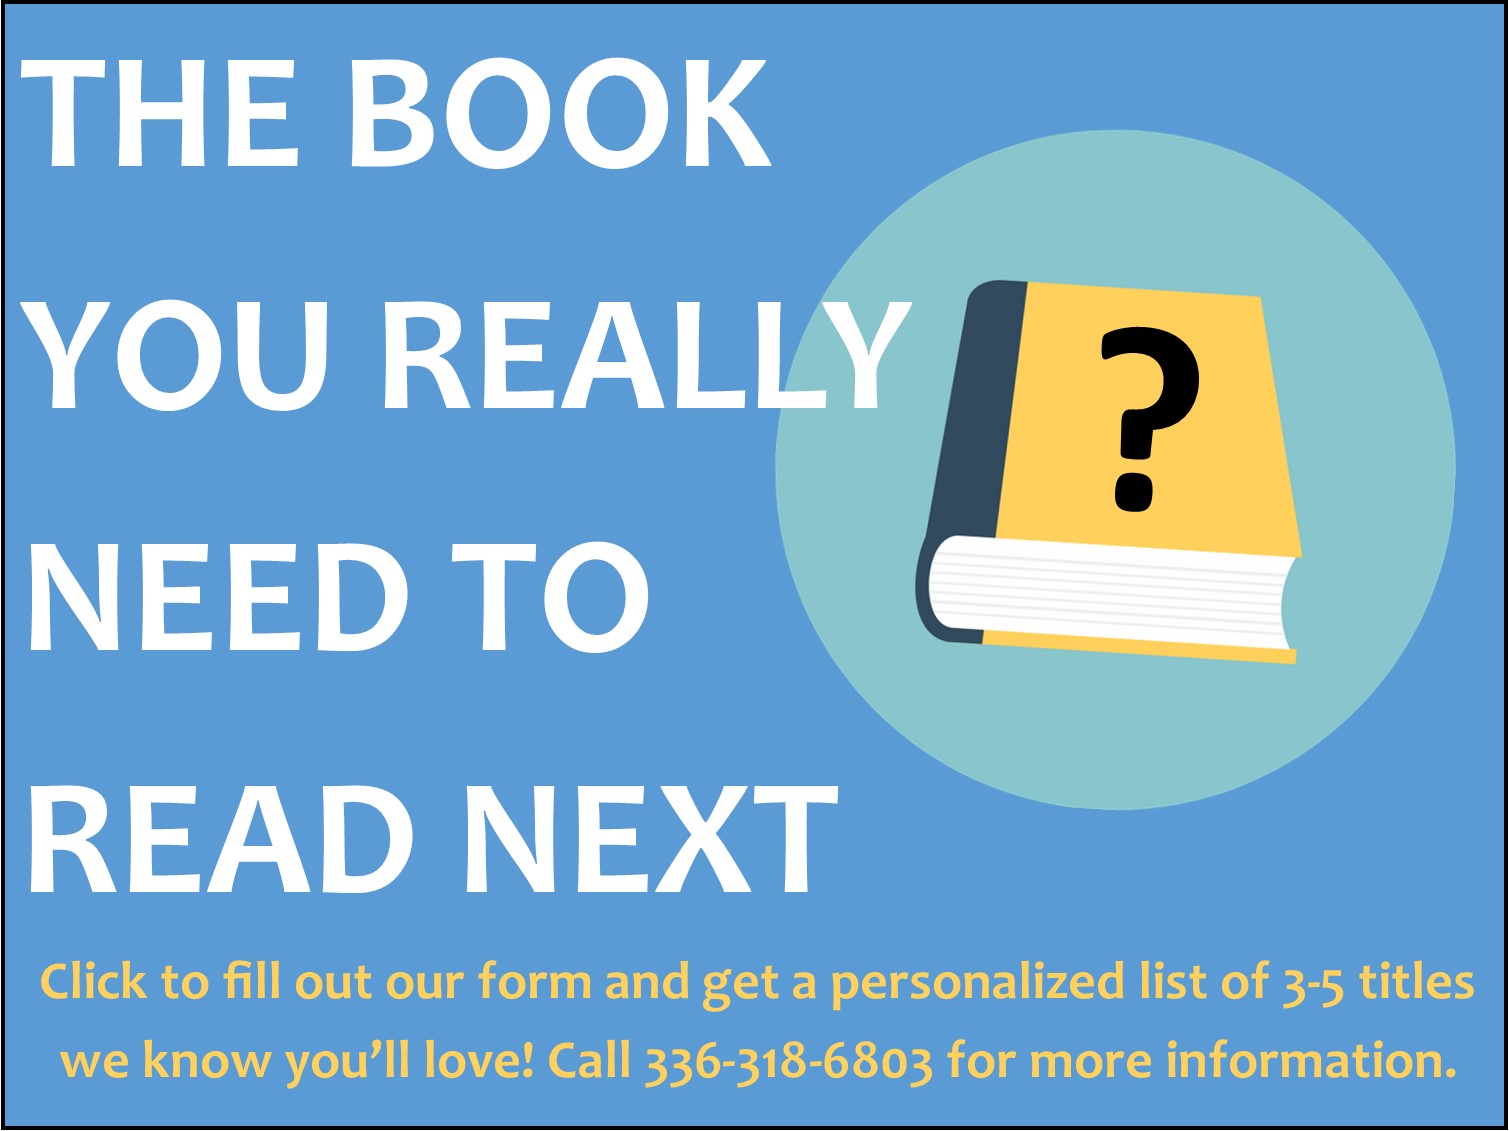 THE BOOK
YOU REALLY
NEED TO
READ NEXT
?
Click to fill out our form and get a personalized list of 3-5 titles
we know you’ll love! Call 336-318-6803 for more information.